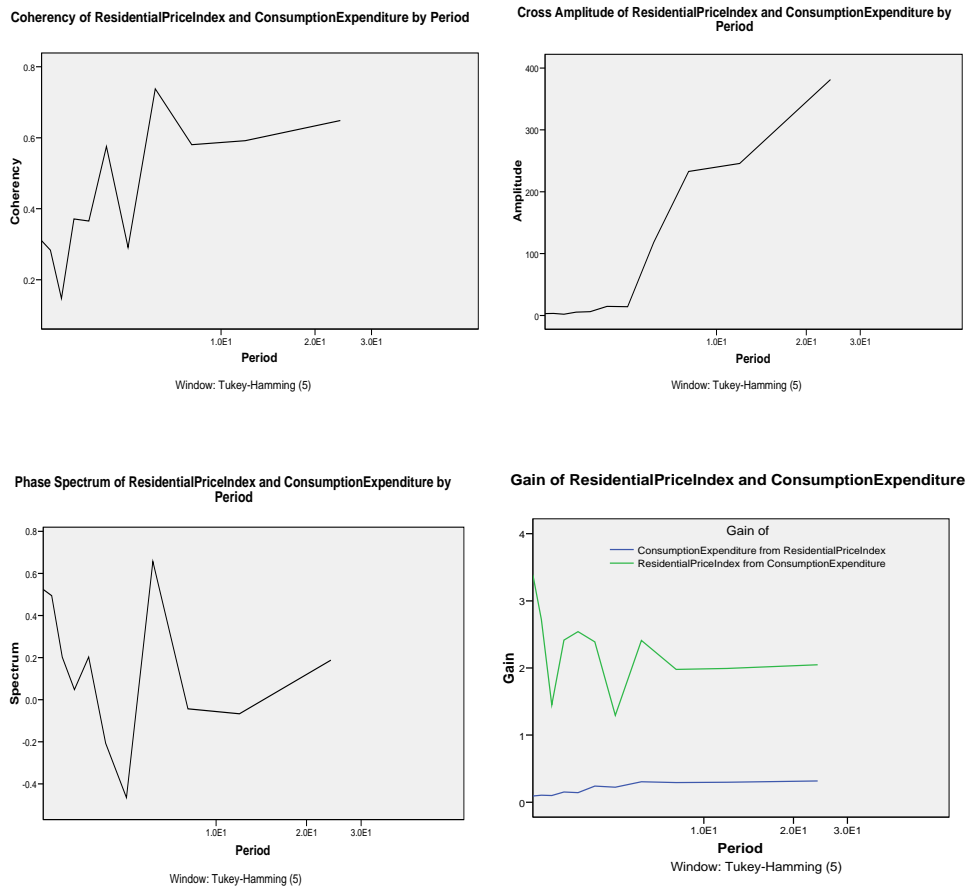 Coherency of ResidentialPriceIndex and ConsumptionExpenditure by Period
0.8
0.6
0.4
0.2
Coherency
1.0E1
2.0E1
3.0E1
Period
Window: Tukey-Hamming (5)
Cross Amplitude of ResidentialPriceIndex and ConsumptionExpenditure by
Period
400
300
200
100
0
Amplitude
1.0E1
2.0E1
3.0E1
Period
Window: Tukey-Hamming (5)
Phase Spectrum of ResidentialPriceIndex and ConsumptionExpenditure by
Period
0.8
0.6
0.4
0.2
0.0
-0.2
-0.4
Spectrum
1.0E1
2.0E1
3.0E1
Period
Window: Tukey-Hamming (5)
Gain of ResidentialPriceIndex and ConsumptionExpenditure
Gain of
ConsumptionExpenditure from ResidentialPriceIndex
ResidentialPriceIndex from ConsumptionExpenditure
4
3
2
1
0
Gain
1.0E1
2.0E1
3.0E1
Period
Window: Tukey-Hamming (5)